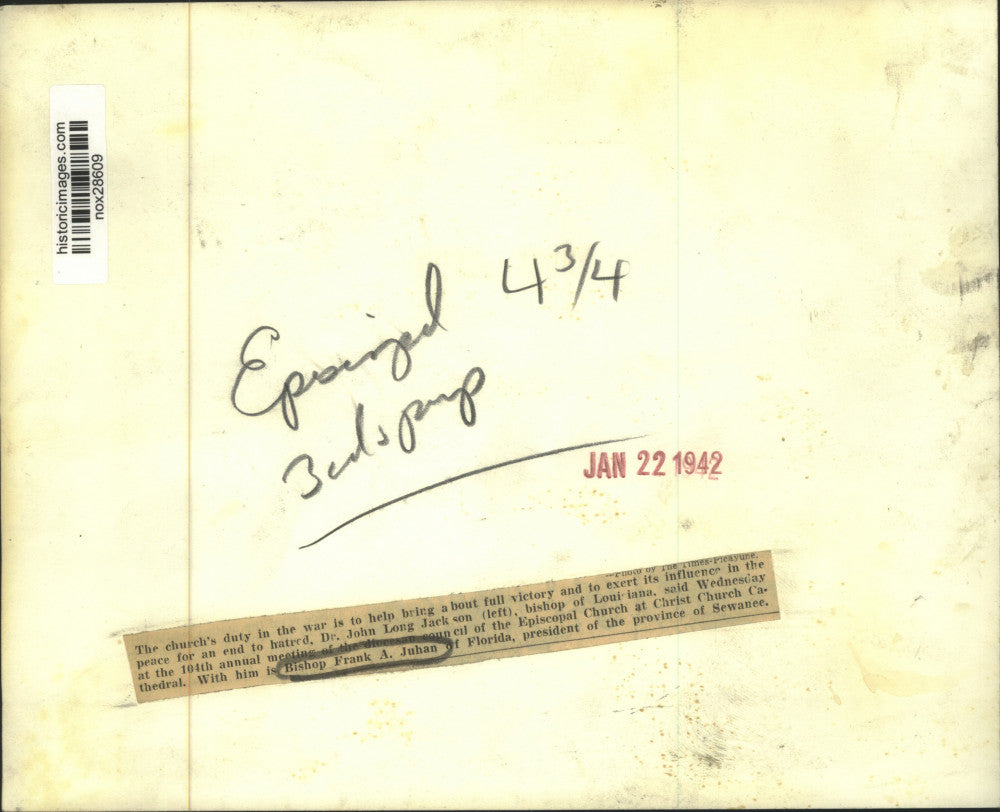 historicimages.com
nox28609
4 3/4
Episcopal
3 cols pmp
JAN 22 1942
—Photo by The Times-Picayune.
The church's duty in the war is to help bring about full victory and to exert its influence in the
peace for an end to hatred, Dr. John Long Jackson (left), bishop of Louisiana, said Wednesday
at the 104th annual meeting of the diocesan council of the Episcopal Church at Christ Church Ca-
thedral. With him is Bishop Frank A. Juhan of Florida, president of the province of Sewanee.